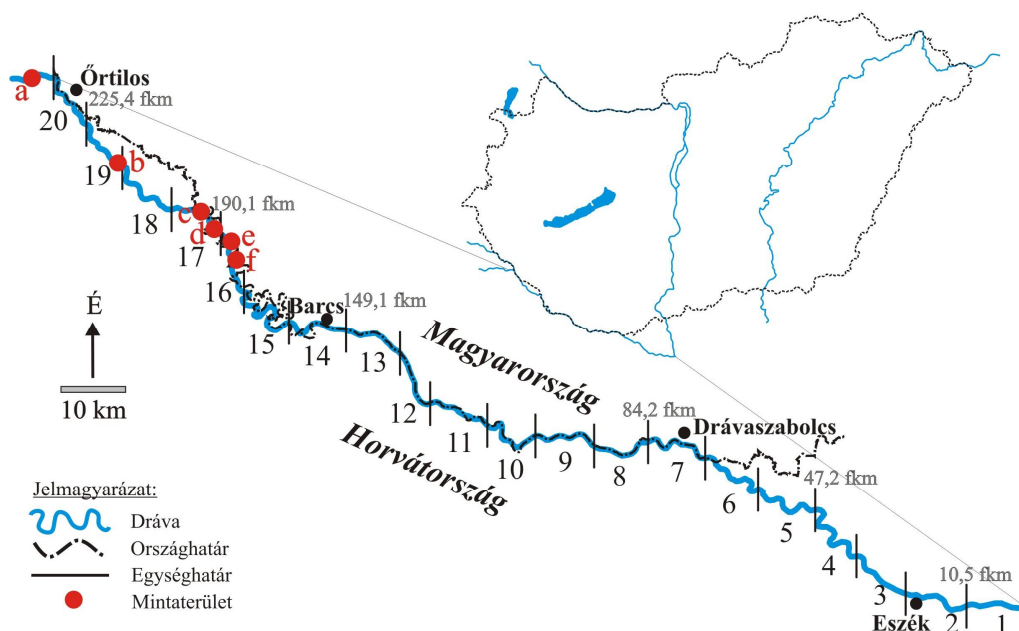 Őrtilos
a
225,4 fkm
20
b
19
c
190,1 fkm
18
d
e
17
f
16
É
Barcs
149,1 fkm
15
14
13
10 km
Magyarország
12
84,2 fkm
Drávaszabolcs
11
Horvátország
10
9
8
7
47,2 fkm
6
5
Jelmagyarázat:
Dráva
Országhatár
Egységhatár
Mintaterület
4
10,5 fkm
3
Eszék
2
1